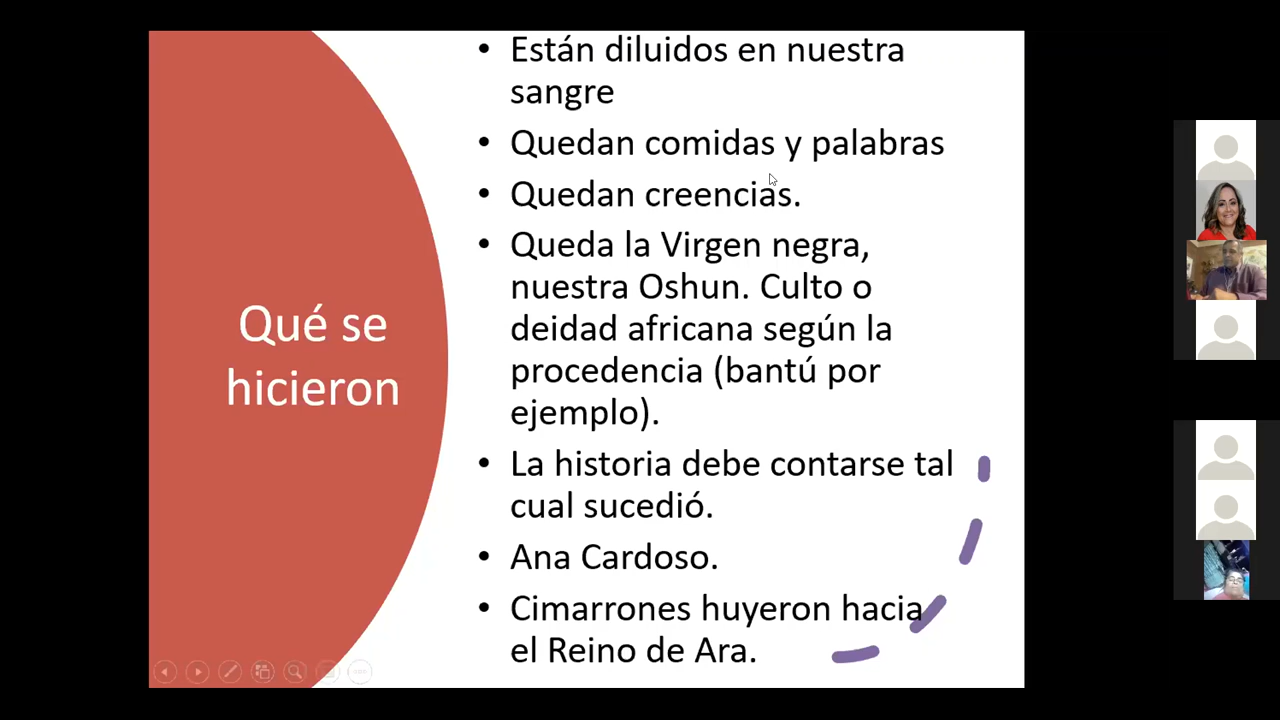 Qué se
hicieron
• Están diluidos en nuestra
sangre
• Quedan comidas y palabras
• Quedan creencias.
• Queda la Virgen negra,
nuestra Oshun. Culto o
deidad africana según la
procedencia (bantú por
ejemplo).
• La historia debe contarse tal
cual sucedió.
• Ana Cardoso.
• Cimarrones huyeron hacia
el Reino de Ara.